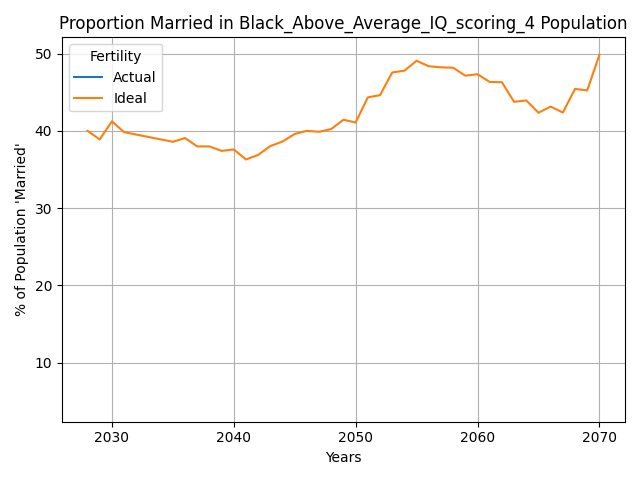 Proportion Married in Black_Above_Average_IQ_scoring_4 Population
Fertility
Actual
Ideal
% of Population 'Married'
50
40
30
20
10
2030 2040 2050 2060 2070
Years